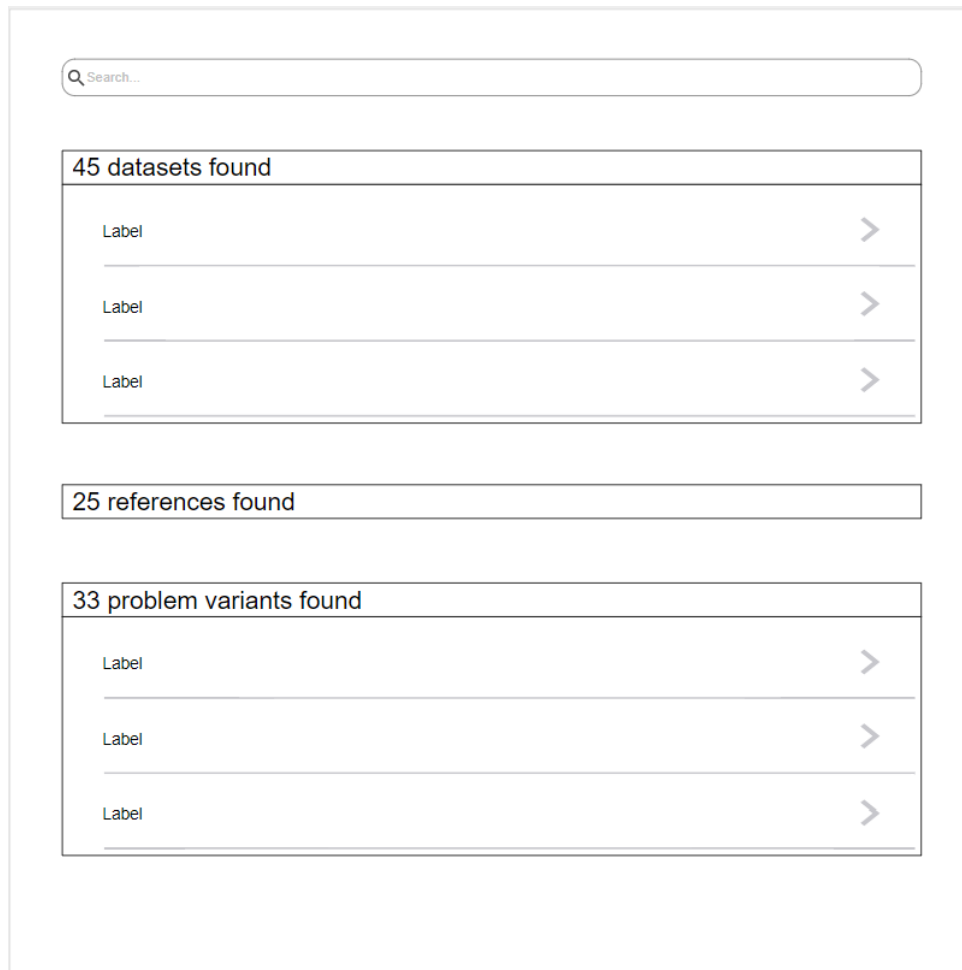 Search...
45 datasets found
Label
Label
Label
25 references found
33 problem variants found
Label
Label
Label